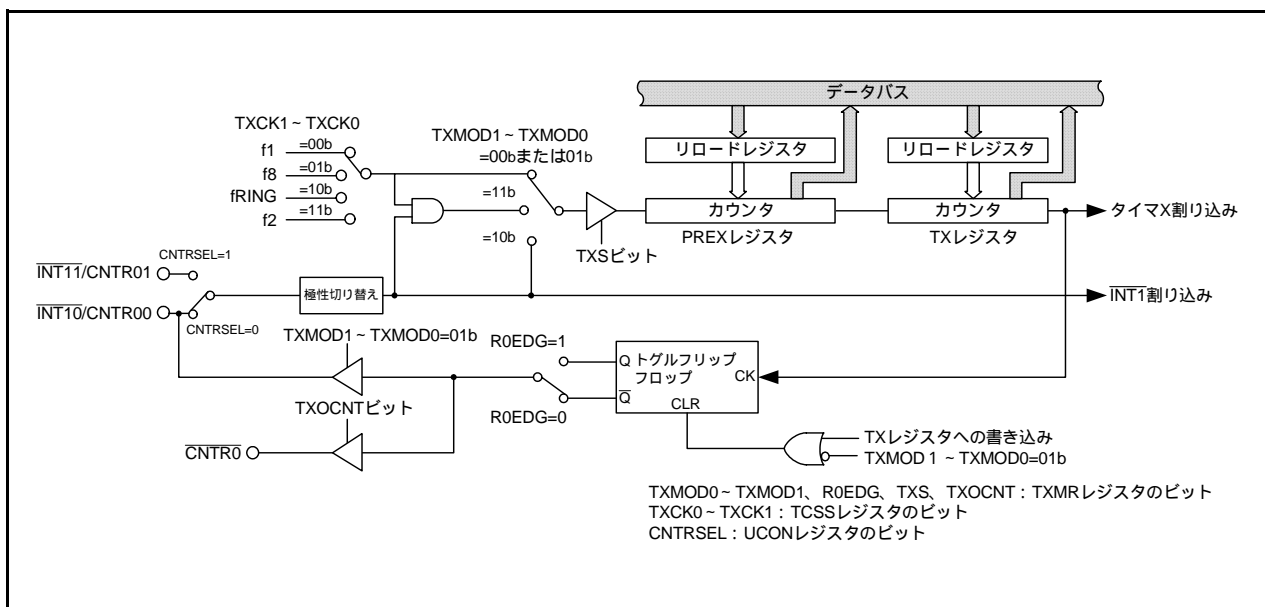 データバス
TXCK1~TXCK0
f1 =00b
f8 =01b
fRING =10b
f2 =11b
TXMOD1~TXMOD0
=00bまたは01b
=11b
=10b
TXSビット
リロードレジスタ
リロードレジスタ
カウンタ
PREXレジスタ
カウンタ
TXレジスタ
タイマX割り込み
INT11/CNTR01
CNTRSEL=1
INT10/CNTR00
CNTRSEL=0
極性切り替え
INT1割り込み
TXMOD1~TXMOD0=01b
R0EDG=1
Q トグルフリップ
フロップ
CK
Q
CLR
R0EDG=0
TXOCNTビット
CNTR0
TXレジスタへの書き込み
TXMOD 1 ~TXMOD0=01b
TXMOD0~TXMOD1、R0EDG、TXS、TXOCNT:TXMRレジスタのビット
TXCK0~TXCK1:TCSSレジスタのビット
CNTRSEL:UCONレジスタのビット